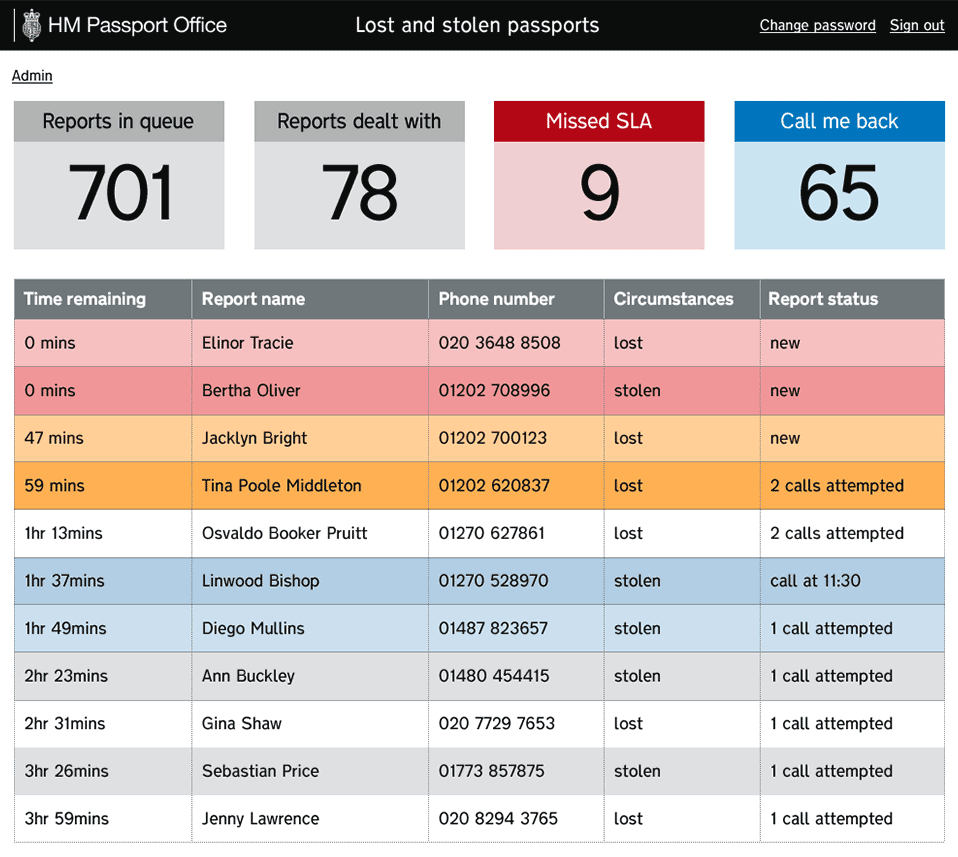 HM Passport Office Lost and stolen passports Change password Sign out
Admin
Reports in queue Reports dealt with Missed SLA Call me back
701 78 9 65
Time remaining Report name Phone number Circumstances Report status
0 mins Elinor Tracie 020 3648 8508 lost new
0 mins Bertha Oliver 01202 708996 stolen new
47 mins Jacklyn Bright 01202 700123 lost new
59 mins Tina Poole Middleton 01202 620837 lost 2 calls attempted
1hr 13mins Osvaldo Booker Pruitt 01270 627861 lost 2 calls attempted
1hr 37mins Linwood Bishop 01270 528970 stolen call at 11:30
1hr 49mins Diego Mullins 01487 823657 stolen 1 call attempted
2hr 23mins Ann Buckley 01480 454415 stolen 1 call attempted
2hr 31mins Gina Shaw 020 7729 7653 lost 1 call attempted
3hr 26mins Sebastian Price 01773 857875 stolen 1 call attempted
3hr 59mins Jenny Lawrence 020 8294 3765 lost 1 call attempted